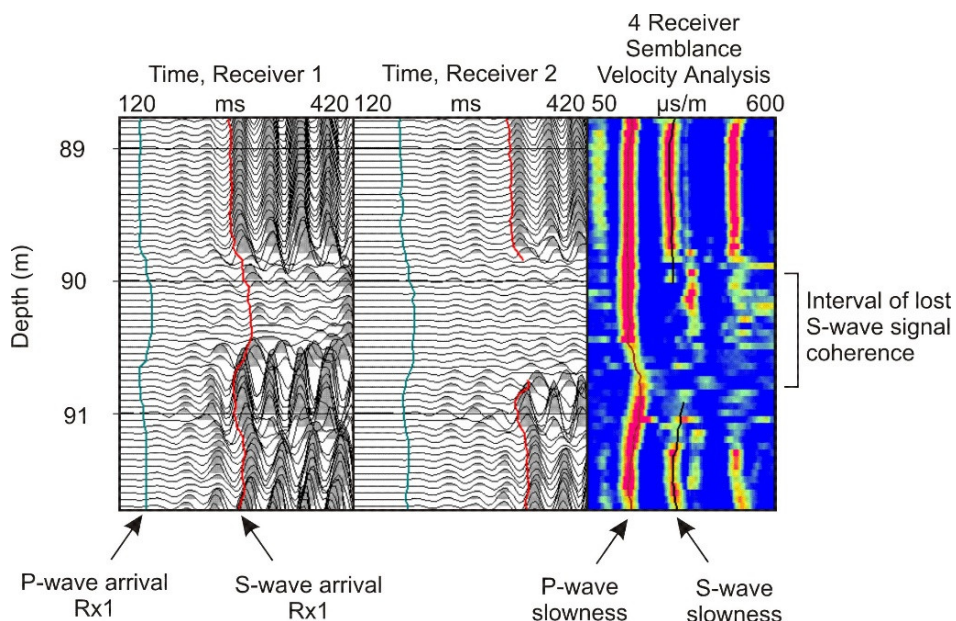 4 Receiver
Semblance
Velocity Analysis
Time, Receiver 1
Time, Receiver 2
120 ms 420
120 ms 420
50 µs/m 600
89
90
91
Depth (m)
Interval of lost
S-wave signal
coherence
P-wave arrival
Rx1
S-wave arrival
Rx1
P-wave
slowness
S-wave
slowness